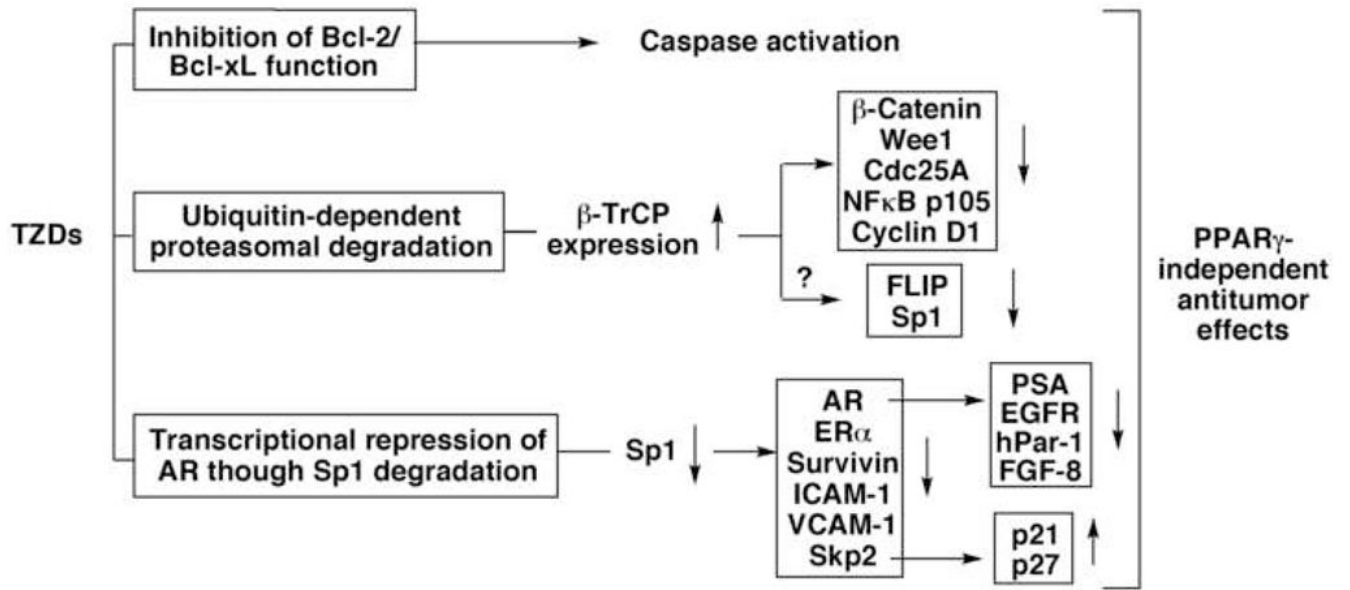 Inhibition of Bcl-2/
Bcl-xL function
Caspase activation
TZDs
Ubiquitin-dependent
proteasomal degradation
β-TrCP
expression
β-Catenin
Wee1
Cdc25A
NFκB p105
Cyclin D1
?
FLIP
Sp1
Transcriptional repression of
AR though Sp1 degradation
Sp1
AR
ERα
Survivin
ICAM-1
VCAM-1
Skp2
PSA
EGFR
hPar-1
FGF-8
p21
p27
PPARγ-
independent
antitumor
effects